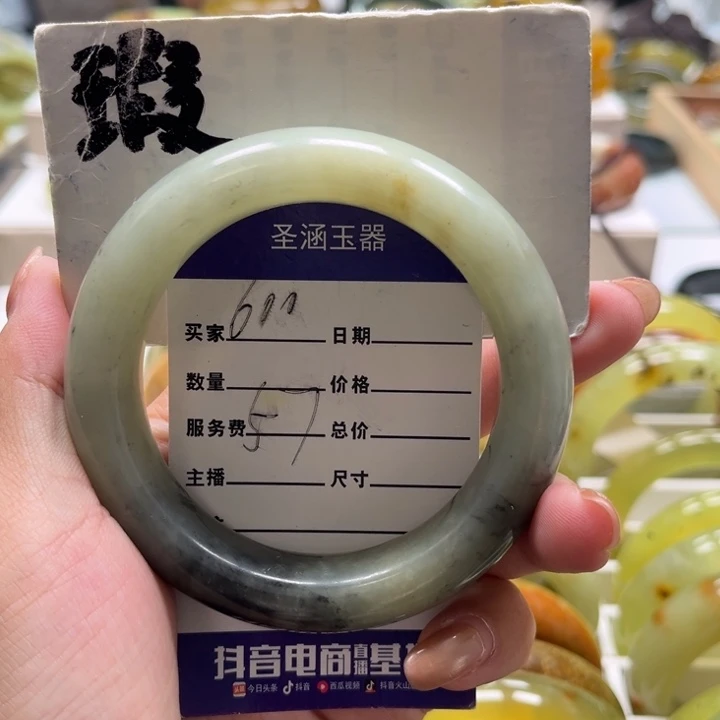 瑕
圣涵玉器
买家 600 日期
数量 价格
服务费 57 总价
主播 尺寸
抖音电商直播基
今日头条 抖音 西瓜视频 抖音火山